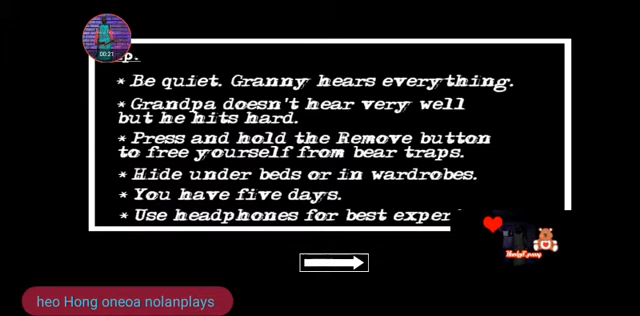 00:21
* Be quiet. Granny hears everything.
* Grandpa doesn't hear very well
but he hits hard.
* Press and hold the Remove button
to free yourself from bear traps.
* Hide under beds or in wardrobes.
* You have five days.
* Use headphones for best exper
heo Hong oneoa nolanplays